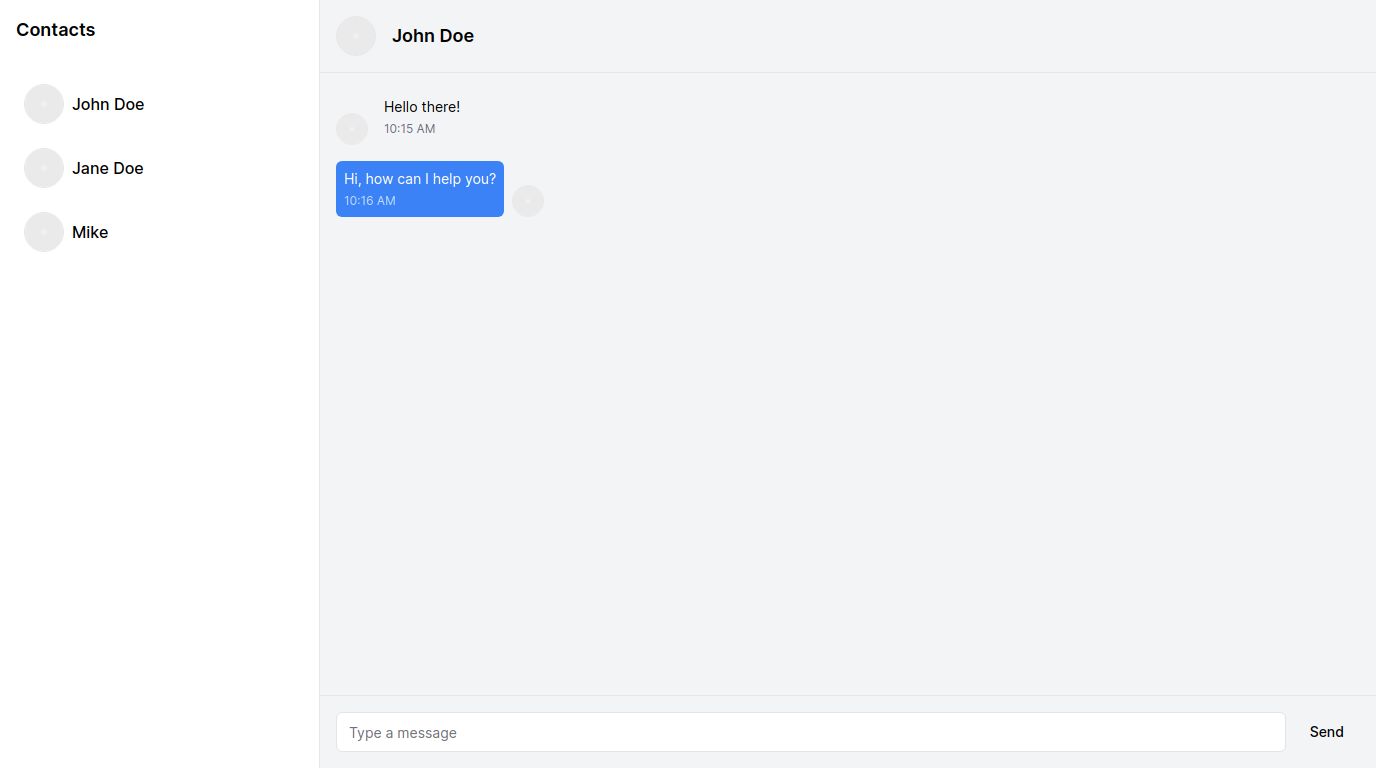 Contacts
John Doe
Jane Doe
Mike
John Doe
Hello there!
10:15 AM
Hi, how can I help you?
10:16 AM
Type a message
Send